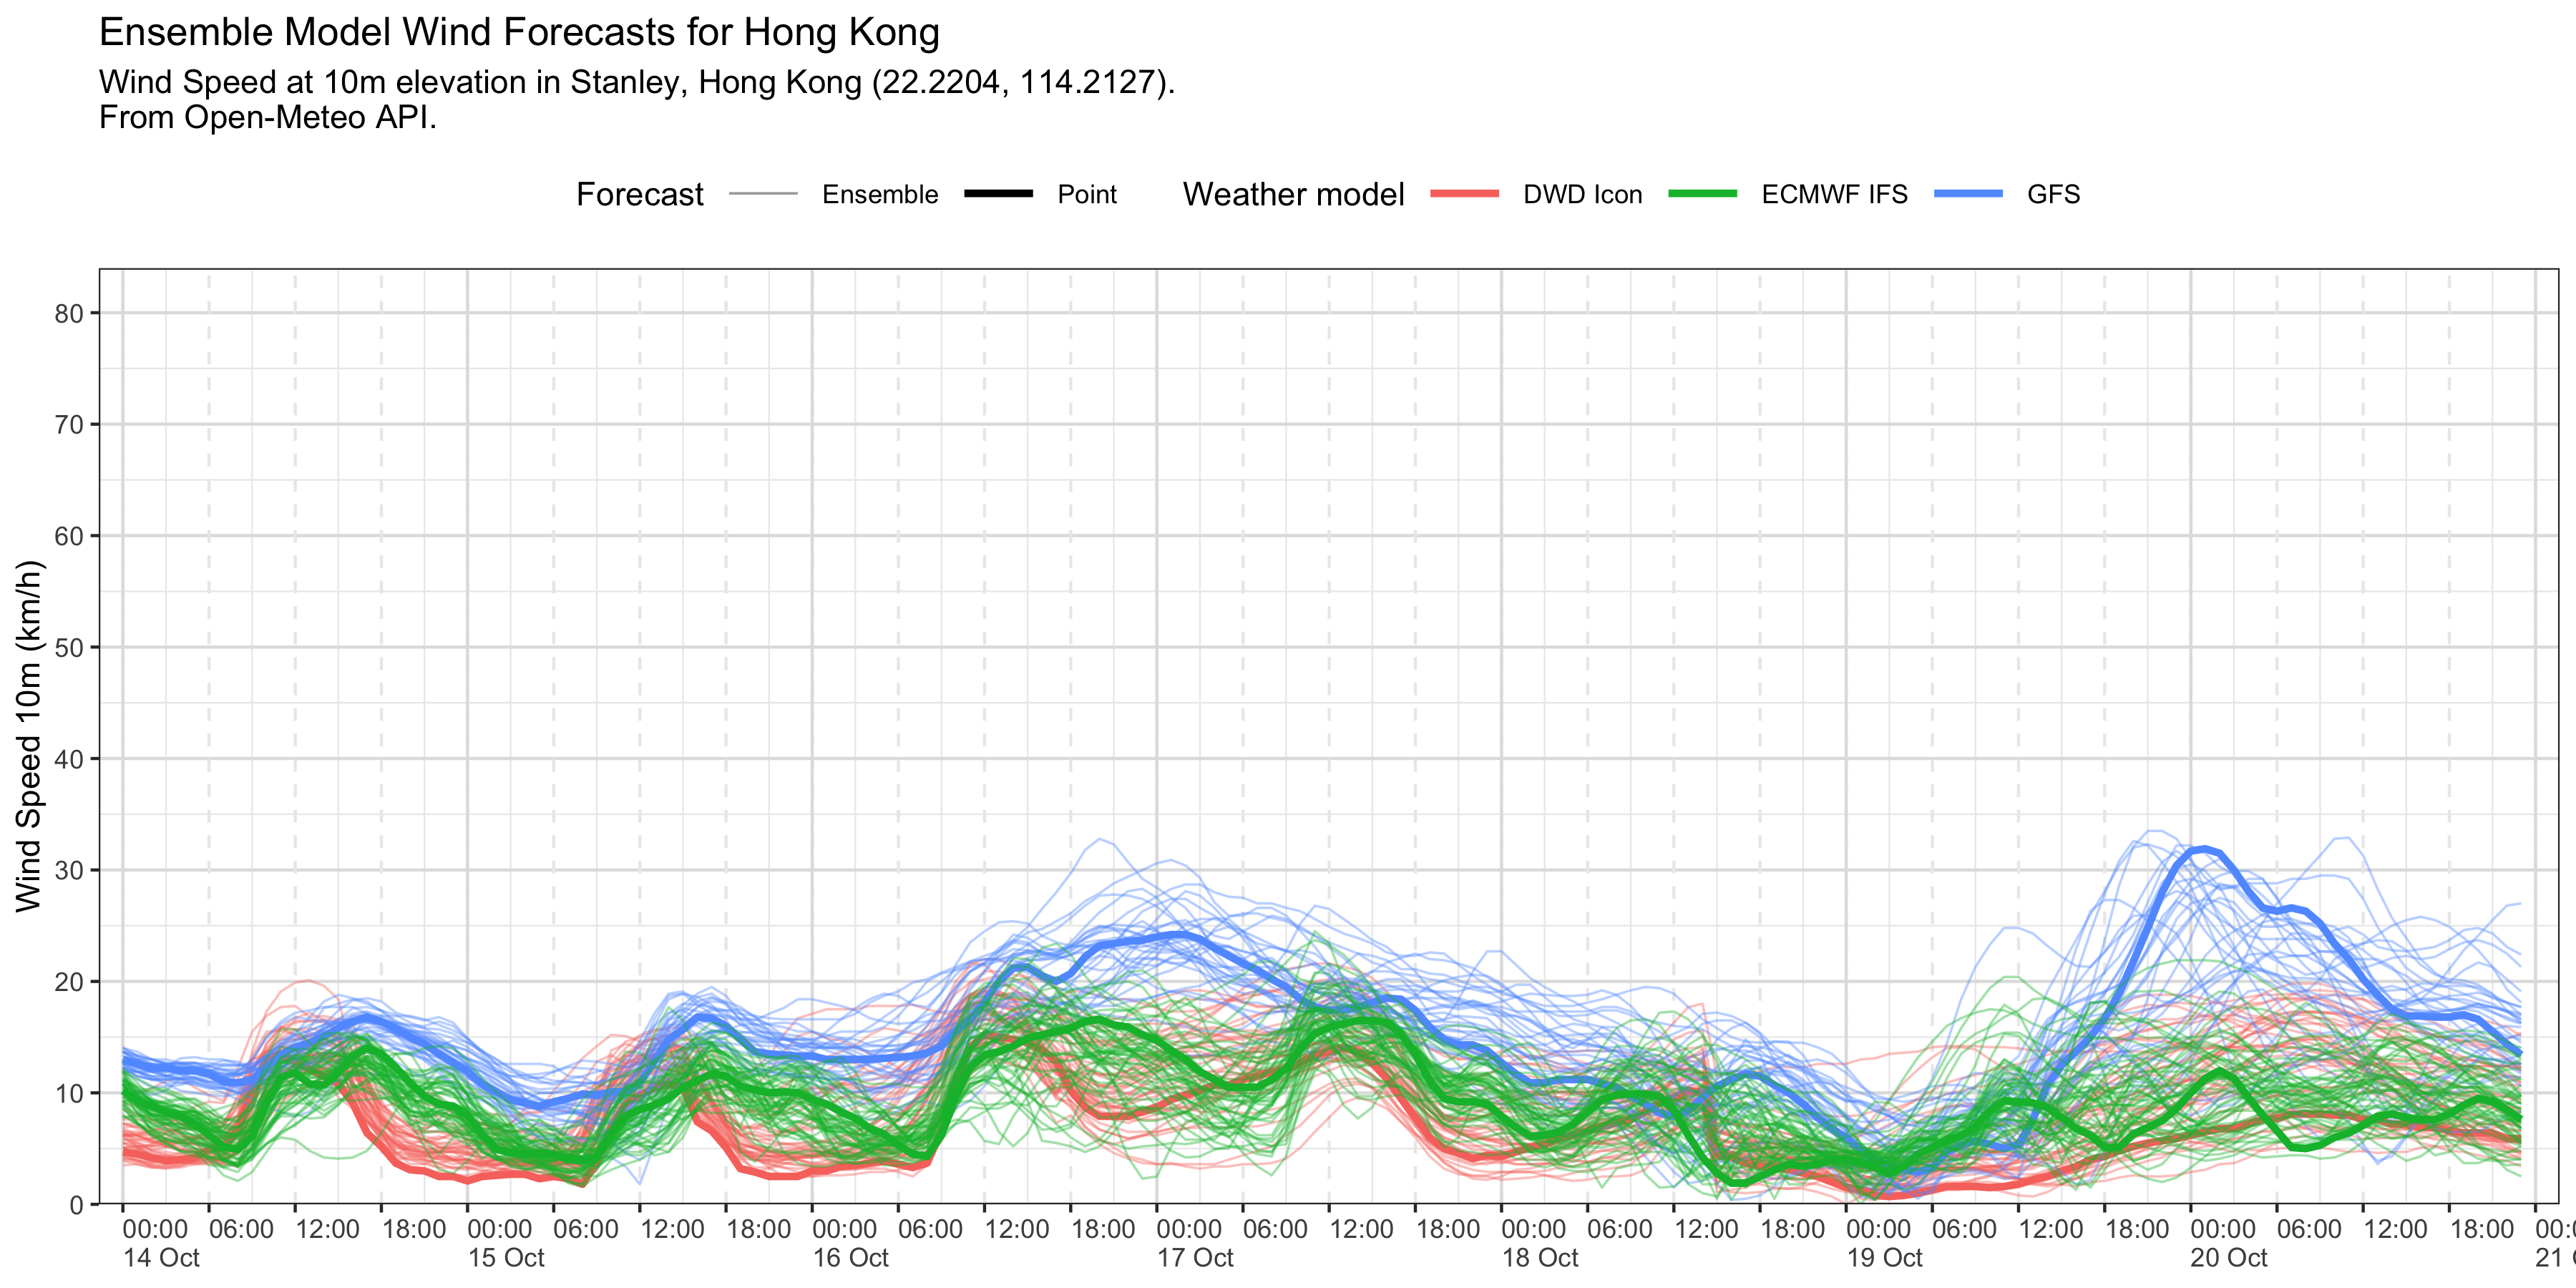 Ensemble Model Wind Forecasts for Hong Kong
Wind Speed at 10m elevation in Stanley, Hong Kong (22.2204, 114.2127).
From Open-Meteo API.
Forecast Ensemble Point Weather model DWD Icon ECMWF IFS GFS
Wind Speed 10m (km/h)
80
70
60
50
40
30
20
10
0
00:00 06:00 12:00 18:00 00:00 06:00 12:00 18:00 00:00 06:00 12:00 18:00 00:00 06:00 12:00 18:00 00:00 06:00 12:00 18:00 00:00 06:00 12:00 18:00 00:00 06:00 12:00 18:00
14 Oct 15 Oct 16 Oct 17 Oct 18 Oct 19 Oct 20 Oct 21